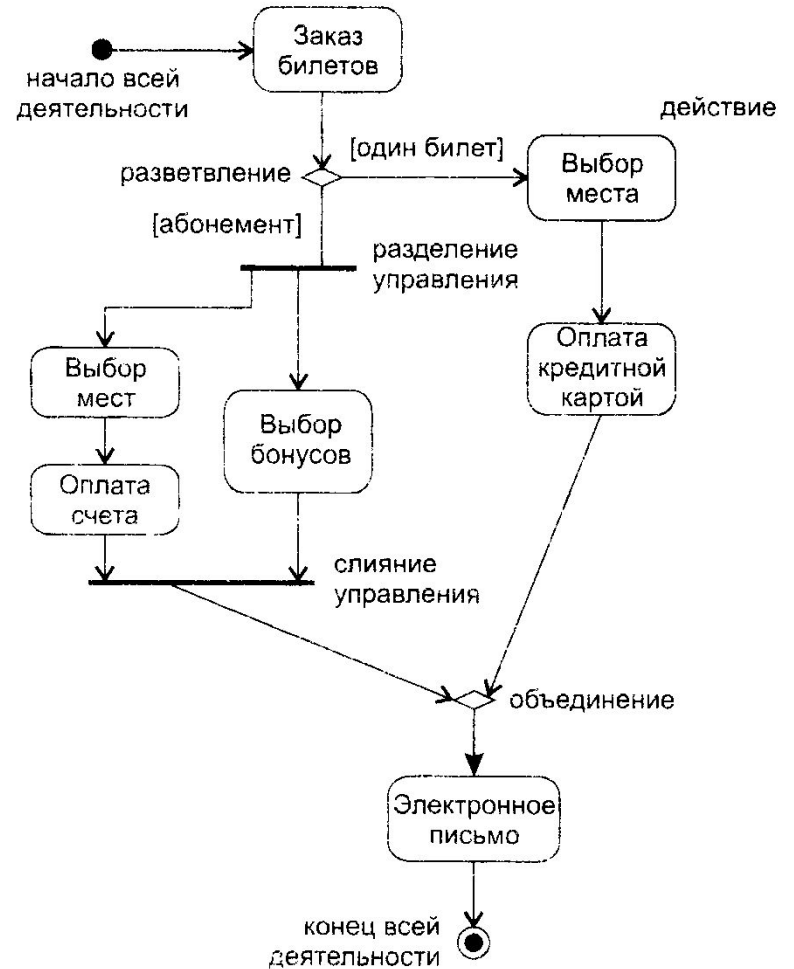 Заказ
билетов
начало всей
деятельности
действие
[один билет]
разветвление
Выбор
места
[абонемент]
разделение
управления
Выбор
мест
Оплата
кредитной
картой
Выбор
бонусов
Оплата
счета
слияние
управления
объединение
Электронное
письмо
конец всей
деятельности